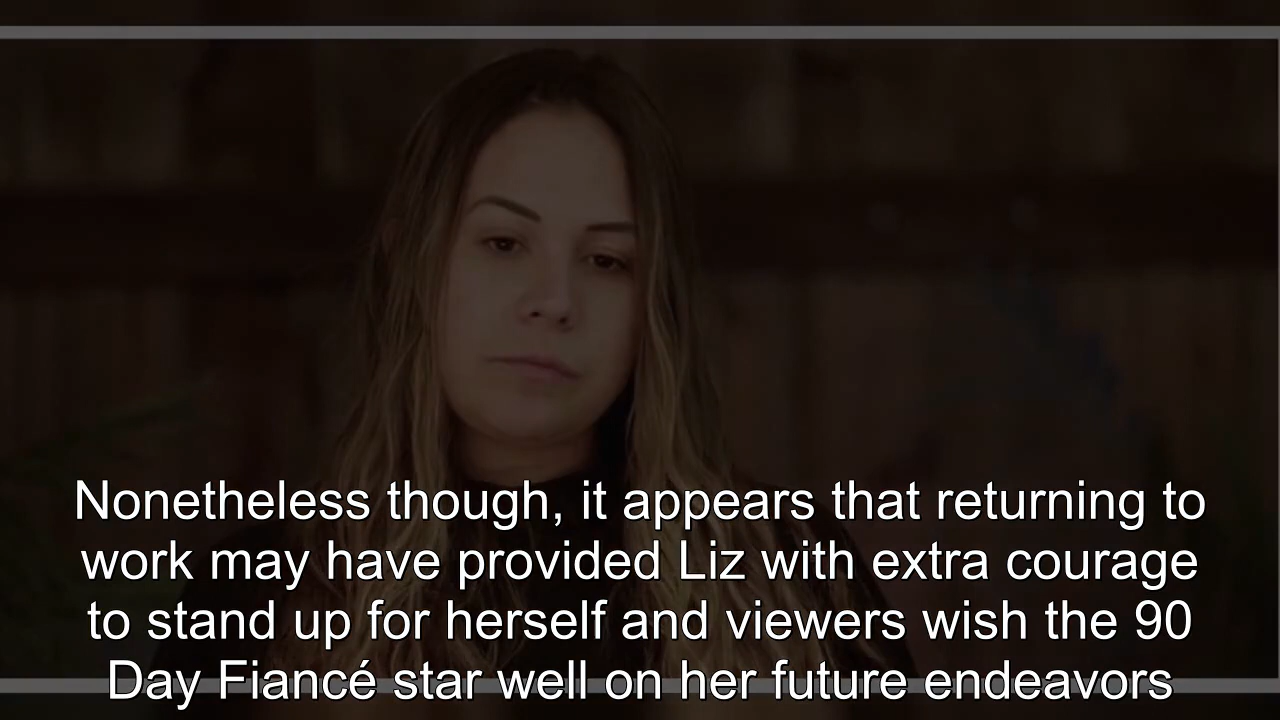 Nonetheless though, it appears that returning to
work may have provided Liz with extra courage
to stand up for herself and viewers wish the 90
Day Fiancé star well on her future endeavors